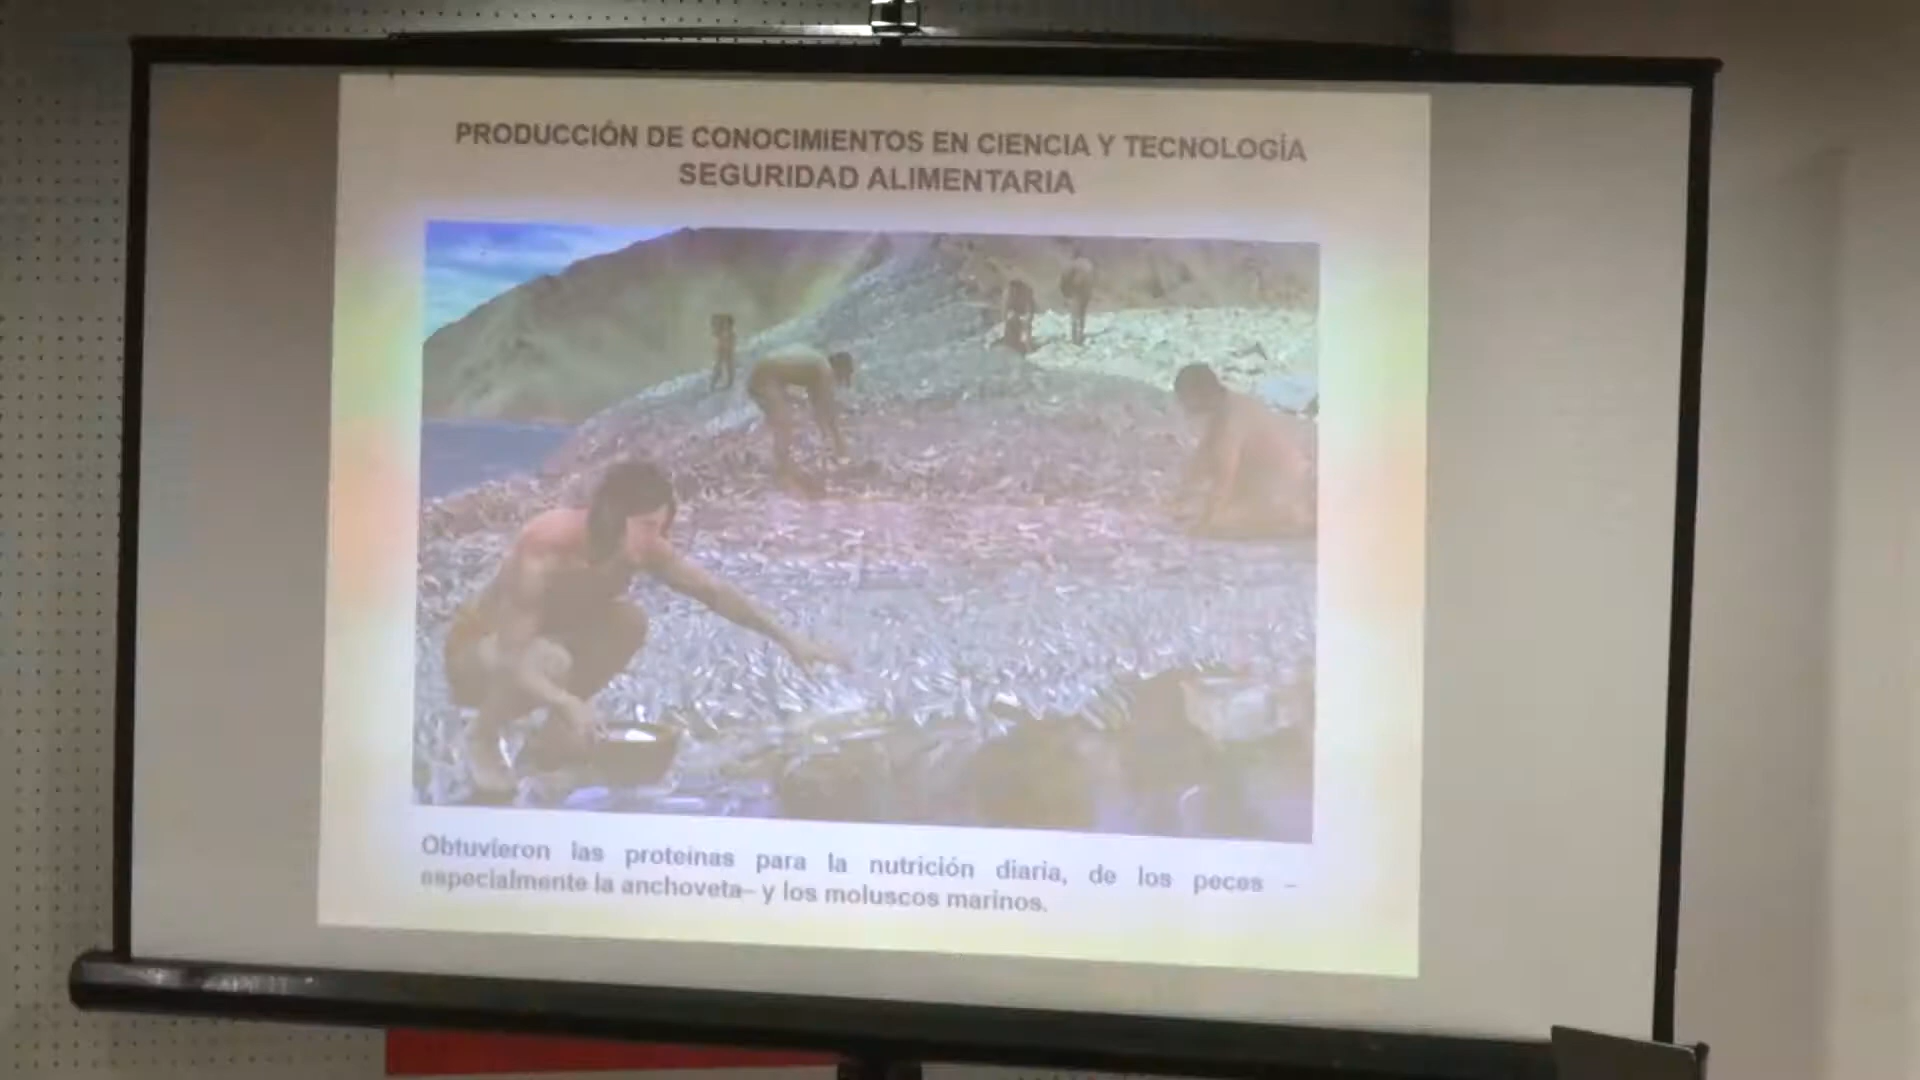 PRODUCCIÓN DE CONOCIMIENTOS EN CIENCIA Y TECNOLOGÍA
SEGURIDAD ALIMENTARIA
Obtuvieron las proteínas para la nutrición diaria, de los peces –
especialmente la anchoveta– y los moluscos marinos.